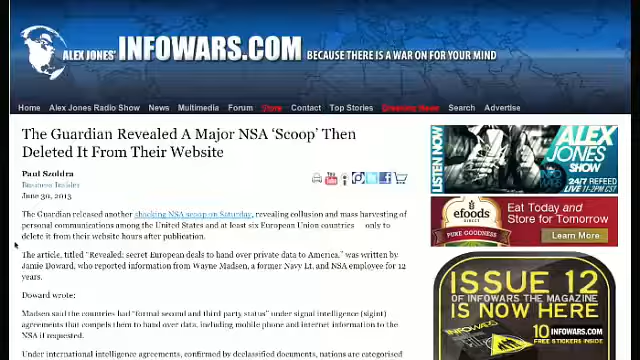 ALEX JONES' INFOWARS.COM BECAUSE THERE IS A WAR ON FOR YOUR MIND
Home Alex Jones Radio Show News Multimedia Forum Store Contact Top Stories Breaking News Search Advertise
The Guardian Revealed A Major NSA ‘Scoop’ Then
Deleted It From Their Website
Paul Szoldra
Business Insider
June 30, 2013
The Guardian released another shocking NSA scoop on Saturday, revealing collusion and mass harvesting of
personal communications among the United States and at least six European Union countries — only to
delete it from their website hours after publication.
The article, titled “Revealed: secret European deals to hand over private data to America,” was written by
Jamie Doward, who reported information from Wayne Madsen, a former Navy Lt. and NSA employee for 12
years.
Doward wrote:
Madsen said the countries had “formal second and third party status” under signal intelligence (sigint)
agreements that compels them to hand over data, including mobile phone and internet information to the
NSA if requested.
Under international intelligence agreements, confirmed by declassified documents, nations are categorised
LISTEN NOW
ALEX
JONES
SHOW
24/7 REFEED
LIVE 11-2PM CST
efoods
DIRECT
PURE GOODNESS
Eat Today and
Store for Tomorrow
Learn More
ISSUE 12
OF INFOWARS THE MAGAZINE
IS NOW HERE
10 INFOWARS.COM
FREE STICKERS PER MAG